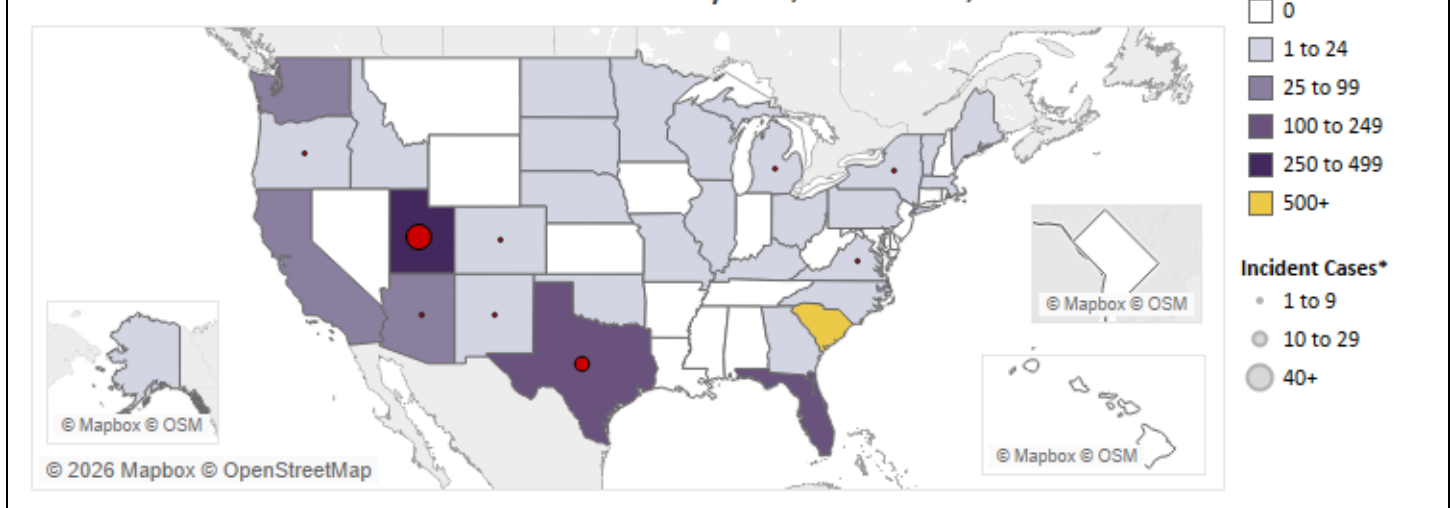 0
1 to 24
25 to 99
100 to 249
250 to 499
500+
Incident Cases*
1 to 9
10 to 29
40+
© Mapbox © OSM
© Mapbox © OSM
© Mapbox © OSM
© 2026 Mapbox © OpenStreetMap